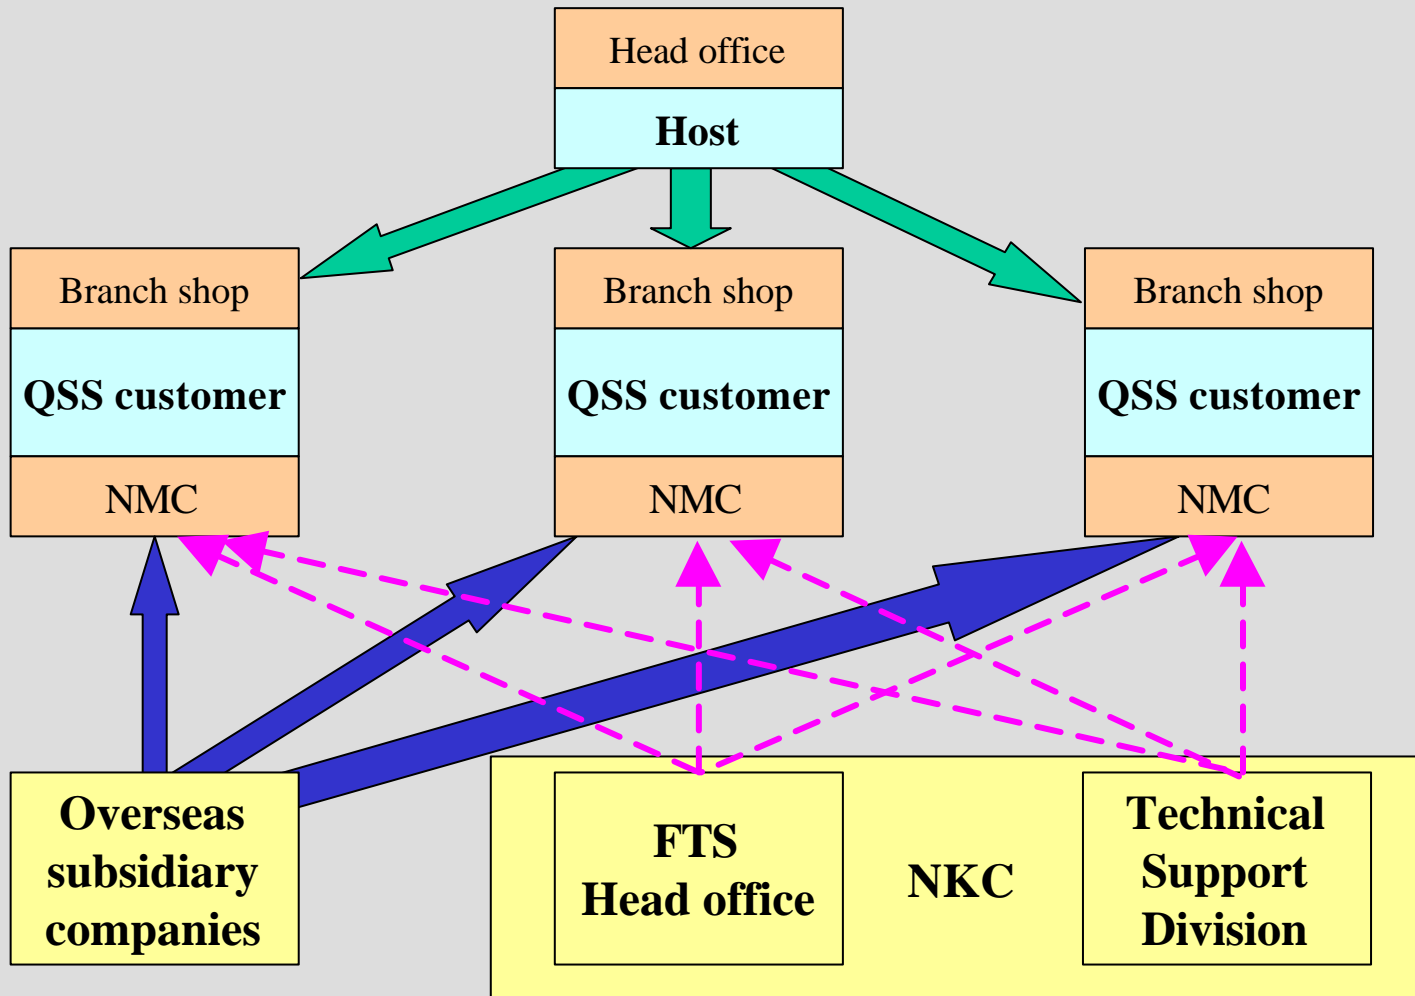 Head office
Host
Branch shop
Branch shop
Branch shop
QSS customer
QSS customer
QSS customer
NMC
NMC
NMC
Overseas
subsidiary
companies
FTS
Head office
NKC
Technical
Support
Division